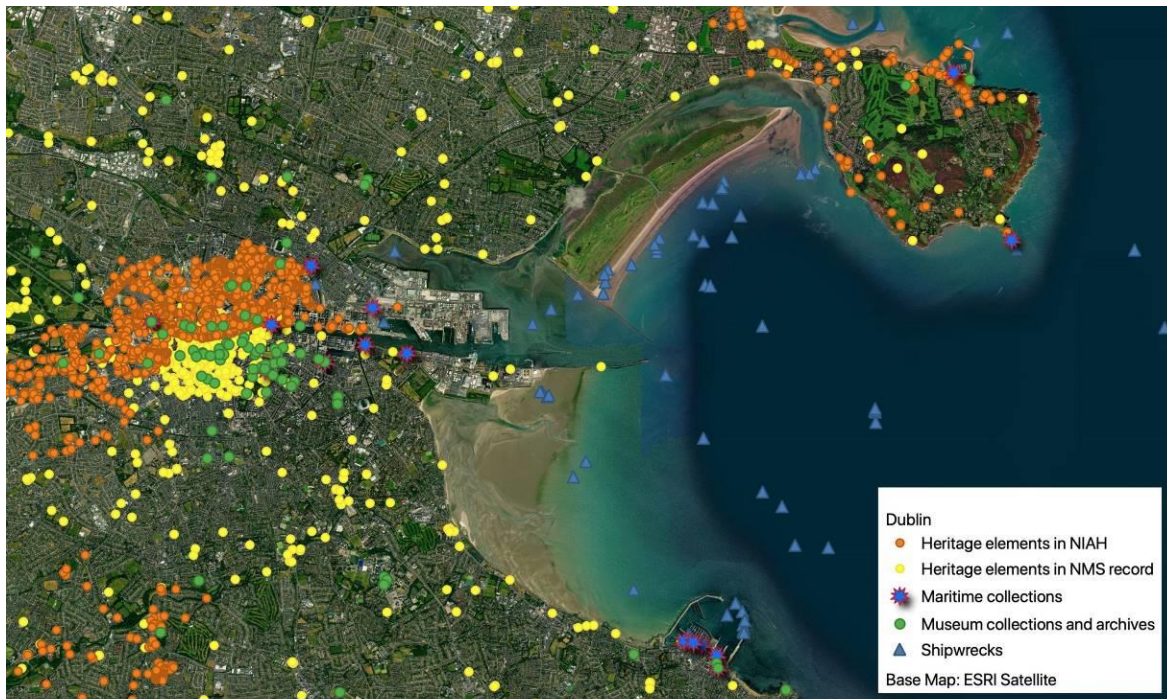 Dublin
Heritage elements in NIAH
Heritage elements in NMS record
Maritime collections
Museum collections and archives
Shipwrecks
Base Map: ESRI Satellite